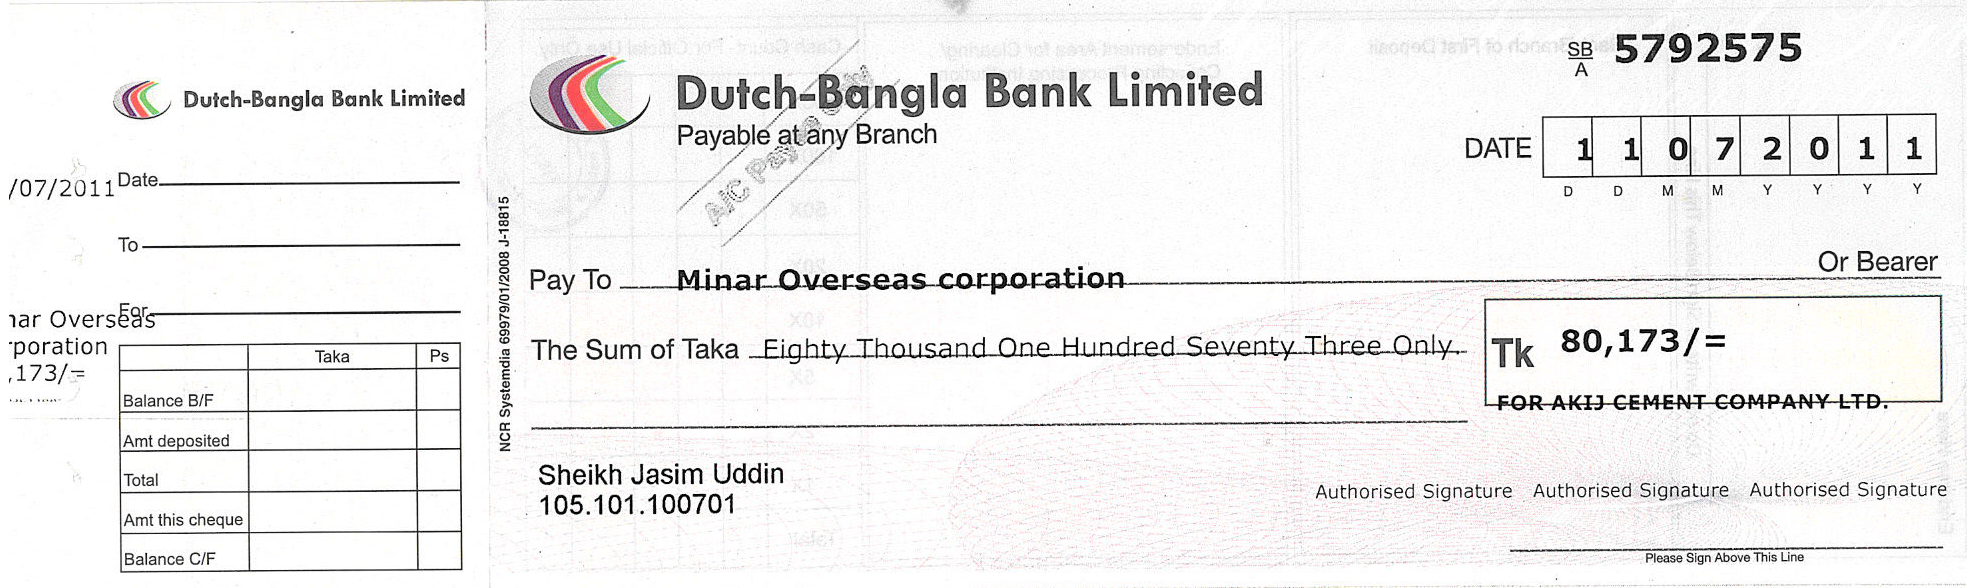 Dutch-Bangla Bank Limited
/07/2011 Date
To
For
nar Overseas
rporation
,173/=
Taka Ps
Balance B/F
Amt deposited
Total
Amt this cheque
Balance C/F
NCR Systemdia 69979/01/2008 J-18815
Dutch-Bangla Bank Limited
Payable at any Branch
A/C Payee Only
SB/A 5792575
DATE 1 1 0 7 2 0 1 1
D D M M Y Y Y Y
Pay To Minar Overseas corporation Or Bearer
The Sum of Taka Eighty Thousand One Hundred Seventy Three Only.
Tk 80,173/=
FOR AKIJ CEMENT COMPANY LTD.
Sheikh Jasim Uddin
105.101.100701
Authorised Signature Authorised Signature Authorised Signature
Please Sign Above This Line